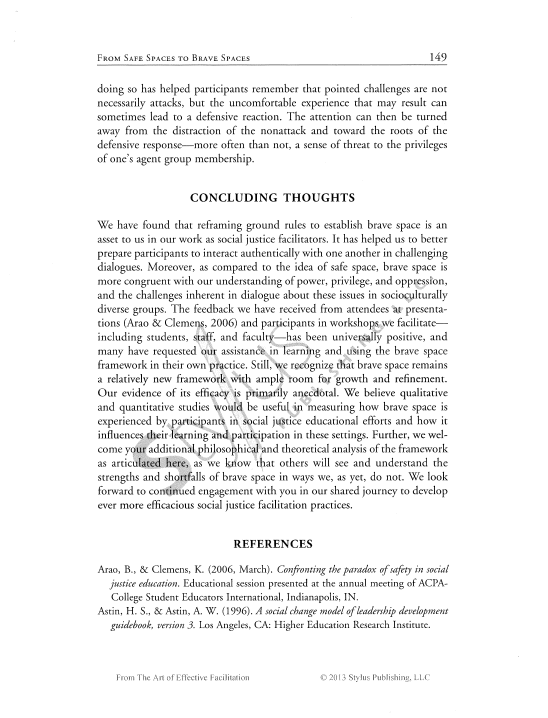 FROM SAFE SPACES TO BRAVE SPACES 149
doing so has helped participants remember that pointed challenges are not
necessarily attacks, but the uncomfortable experience that may result can
sometimes lead to a defensive reaction. The attention can then be turned
away from the distraction of the nonattack and toward the roots of the
defensive response—more often than not, a sense of threat to the privileges
of one's agent group membership.
CONCLUDING THOUGHTS
We have found that reframing ground rules to establish brave space is an
asset to us in our work as social justice facilitators. It has helped us to better
prepare participants to interact authentically with one another in challenging
dialogues. Moreover, as compared to the idea of safe space, brave space is
more congruent with our understanding of power, privilege, and oppression,
and the challenges inherent in dialogue about these issues in socioculturally
diverse groups. The feedback we have received from attendees at presenta-
tions (Arao & Clemens, 2006) and participants in workshops we facilitate—
including students, staff, and faculty—has been universally positive, and
many have requested our assistance in learning and using the brave space
framework in their own practice. Still, we recognize that brave space remains
a relatively new framework with ample room for growth and refinement.
Our evidence of its efficacy is primarily anecdotal. We believe qualitative
and quantitative studies would be useful in measuring how brave space is
experienced by participants in social justice educational efforts and how it
influences their learning and participation in these settings. Further, we wel-
come your additional philosophical and theoretical analysis of the framework
as articulated here, as we know that others will see and understand the
strengths and shortfalls of brave space in ways we, as yet, do not. We look
forward to continued engagement with you in our shared journey to develop
ever more efficacious social justice facilitation practices.
REFERENCES
Arao, B., & Clemens, K. (2006, March). Confronting the paradox of safety in social
justice education. Educational session presented at the annual meeting of ACPA-
College Student Educators International, Indianapolis, IN.
Astin, H. S., & Astin, A. W. (1996). A social change model of leadership development
guidebook, version 3. Los Angeles, CA: Higher Education Research Institute.
From The Art of Effective Facilitation © 2013 Stylus Publishing, LLC